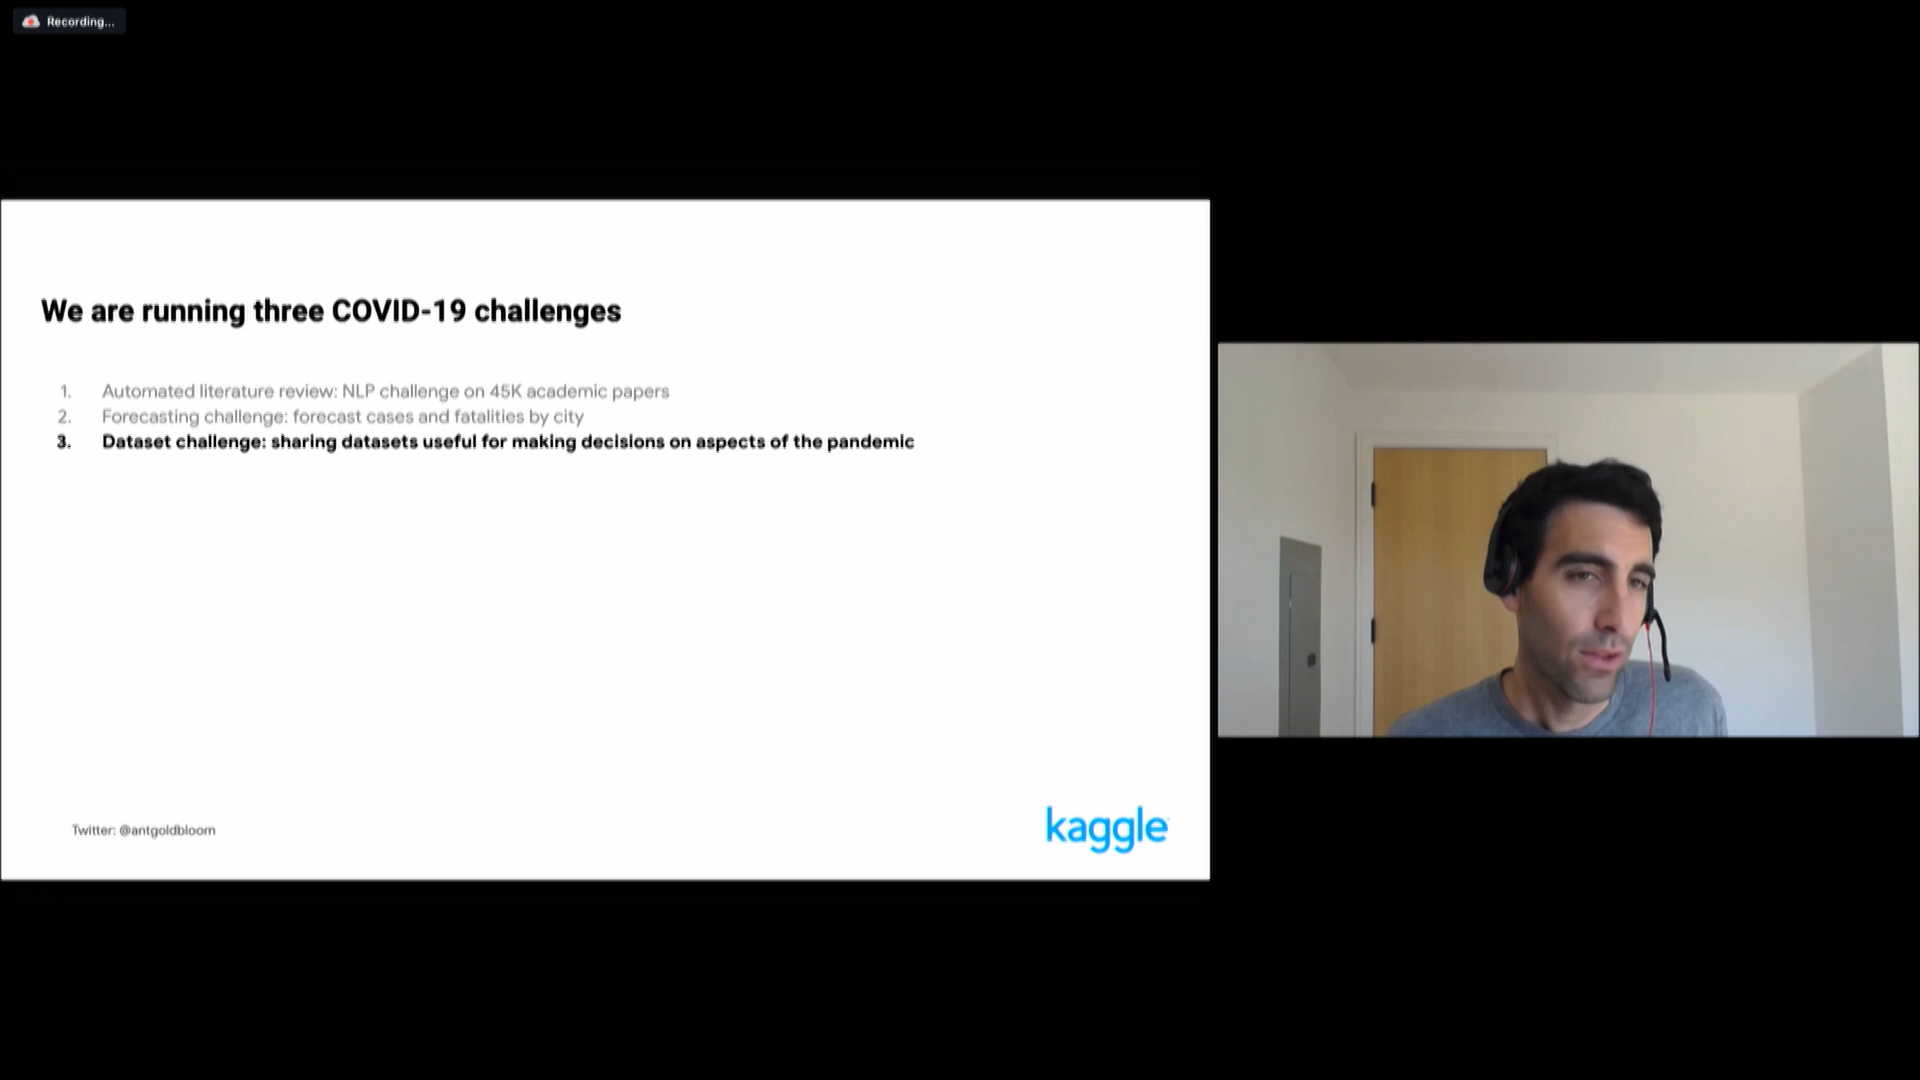 Recording...
We are running three COVID-19 challenges
1. Automated literature review: NLP challenge on 45K academic papers
2. Forecasting challenge: forecast cases and fatalities by city
3. Dataset challenge: sharing datasets useful for making decisions on aspects of the pandemic
Twitter: @antgoldbloom
kaggle